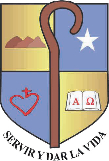 Α Ω
SERVIR Y DAR LA VIDA